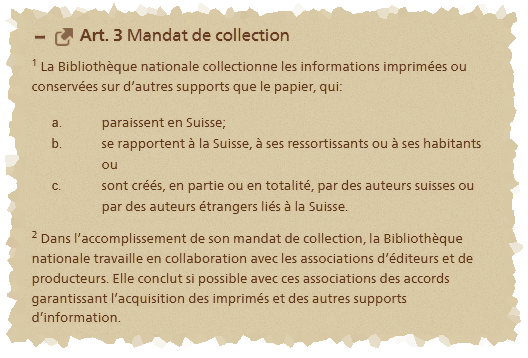 – Art. 3 Mandat de collection
1 La Bibliothèque nationale collectionne les informations imprimées ou
conservées sur d’autres supports que le papier, qui:
a. paraissent en Suisse;
b. se rapportent à la Suisse, à ses ressortissants ou à ses habitants
ou
c. sont créés, en partie ou en totalité, par des auteurs suisses ou
par des auteurs étrangers liés à la Suisse.
2 Dans l’accomplissement de son mandat de collection, la Bibliothèque
nationale travaille en collaboration avec les associations d’éditeurs et de
producteurs. Elle conclut si possible avec ces associations des accords
garantissant l’acquisition des imprimés et des autres supports
d’information.